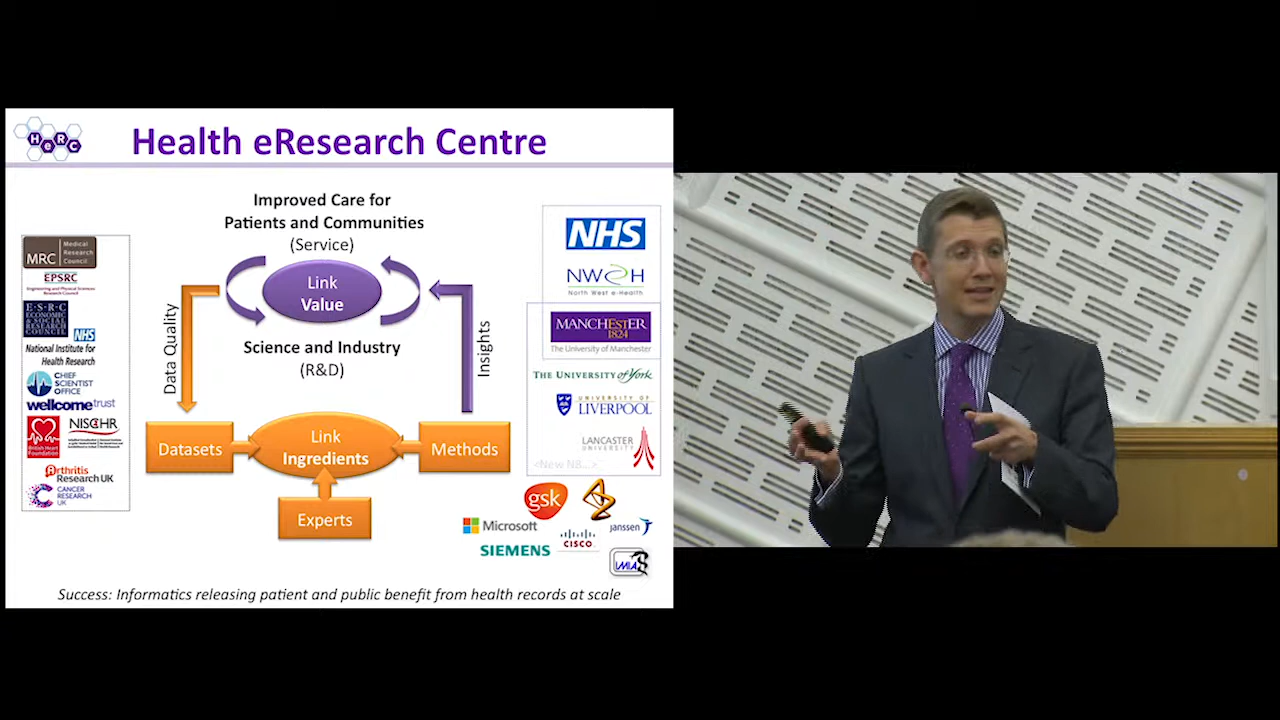 HeRC
Health eResearch Centre
Improved Care for
Patients and Communities
(Service)
Link
Value
Science and Industry
(R&D)
Data Quality
Insights
Datasets
Link
Ingredients
Methods
Experts
MRC
Medical
Research
Council
EPSRC
Engineering and Physical Sciences
Research Council
E·S·R·C
ECONOMIC
& SOCIAL
RESEARCH
COUNCIL
NHS
National Institute for
Health Research
CHIEF
SCIENTIST
OFFICE
wellcometrust
British Heart
Foundation
NISCHR
Arthritis
Research UK
CANCER
RESEARCH
UK
NHS
NWEH
North West e-Health
MANCHESTER
1824
The University of Manchester
THE UNIVERSITY of York
UNIVERSITY OF
LIVERPOOL
LANCASTER
UNIVERSITY
<New N8...>
gsk
Microsoft
janssen
CISCO
SIEMENS
IMIA
Success: Informatics releasing patient and public benefit from health records at scale